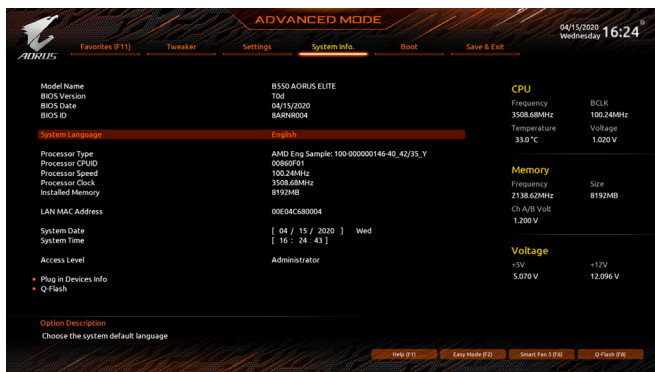 ADVANCED MODE
04/15/2020
Wednesday 16:24
AORUS
Favorites (F11) Tweaker Settings System Info. Boot Save & Exit
Model Name B550 AORUS ELITE
BIOS Version T0d
BIOS Date 04/15/2020
BIOS ID 8ARNR004
System Language English
Processor Type AMD Eng Sample: 100-000000146-40_42/35_Y
Processor CPUID 00860F01
Processor Speed 100.24MHz
Processor Clock 3508.68MHz
Installed Memory 8192MB
LAN MAC Address 00E04C680004
System Date [ 04 / 15 / 2020 ] Wed
System Time [ 16 : 24 : 43 ]
Access Level Administrator
Plug in Devices Info
Q-Flash
CPU
Frequency BCLK
3508.68MHz 100.24MHz
Temperature Voltage
33.0 °C 1.020 V
Memory
Frequency Size
2138.62MHz 8192MB
Ch A/B Volt
1.200 V
Voltage
+5V +12V
5.070 V 12.096 V
Option Description
Choose the system default language
Help (F1) Easy Mode (F2) Smart Fan 5 (F6) Q-Flash (F8)